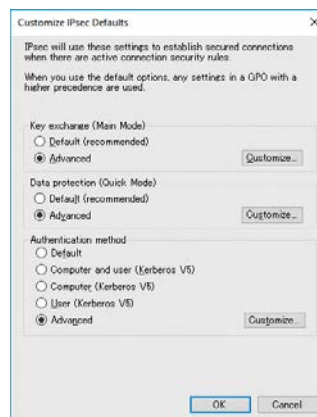 Customize IPsec Defaults
IPsec will use these settings to establish secured connections
when there are active connection security rules.
When you use the default options, any settings in a GPO with a
higher precedence are used.
Key exchange (Main Mode)
Default (recommended)
Advanced
Customize...
Data protection (Quick Mode)
Default (recommended)
Advanced
Customize...
Authentication method
Default
Computer and user (Kerberos V5)
Computer (Kerberos V5)
User (Kerberos V5)
Advanced
Customize...
OK
Cancel